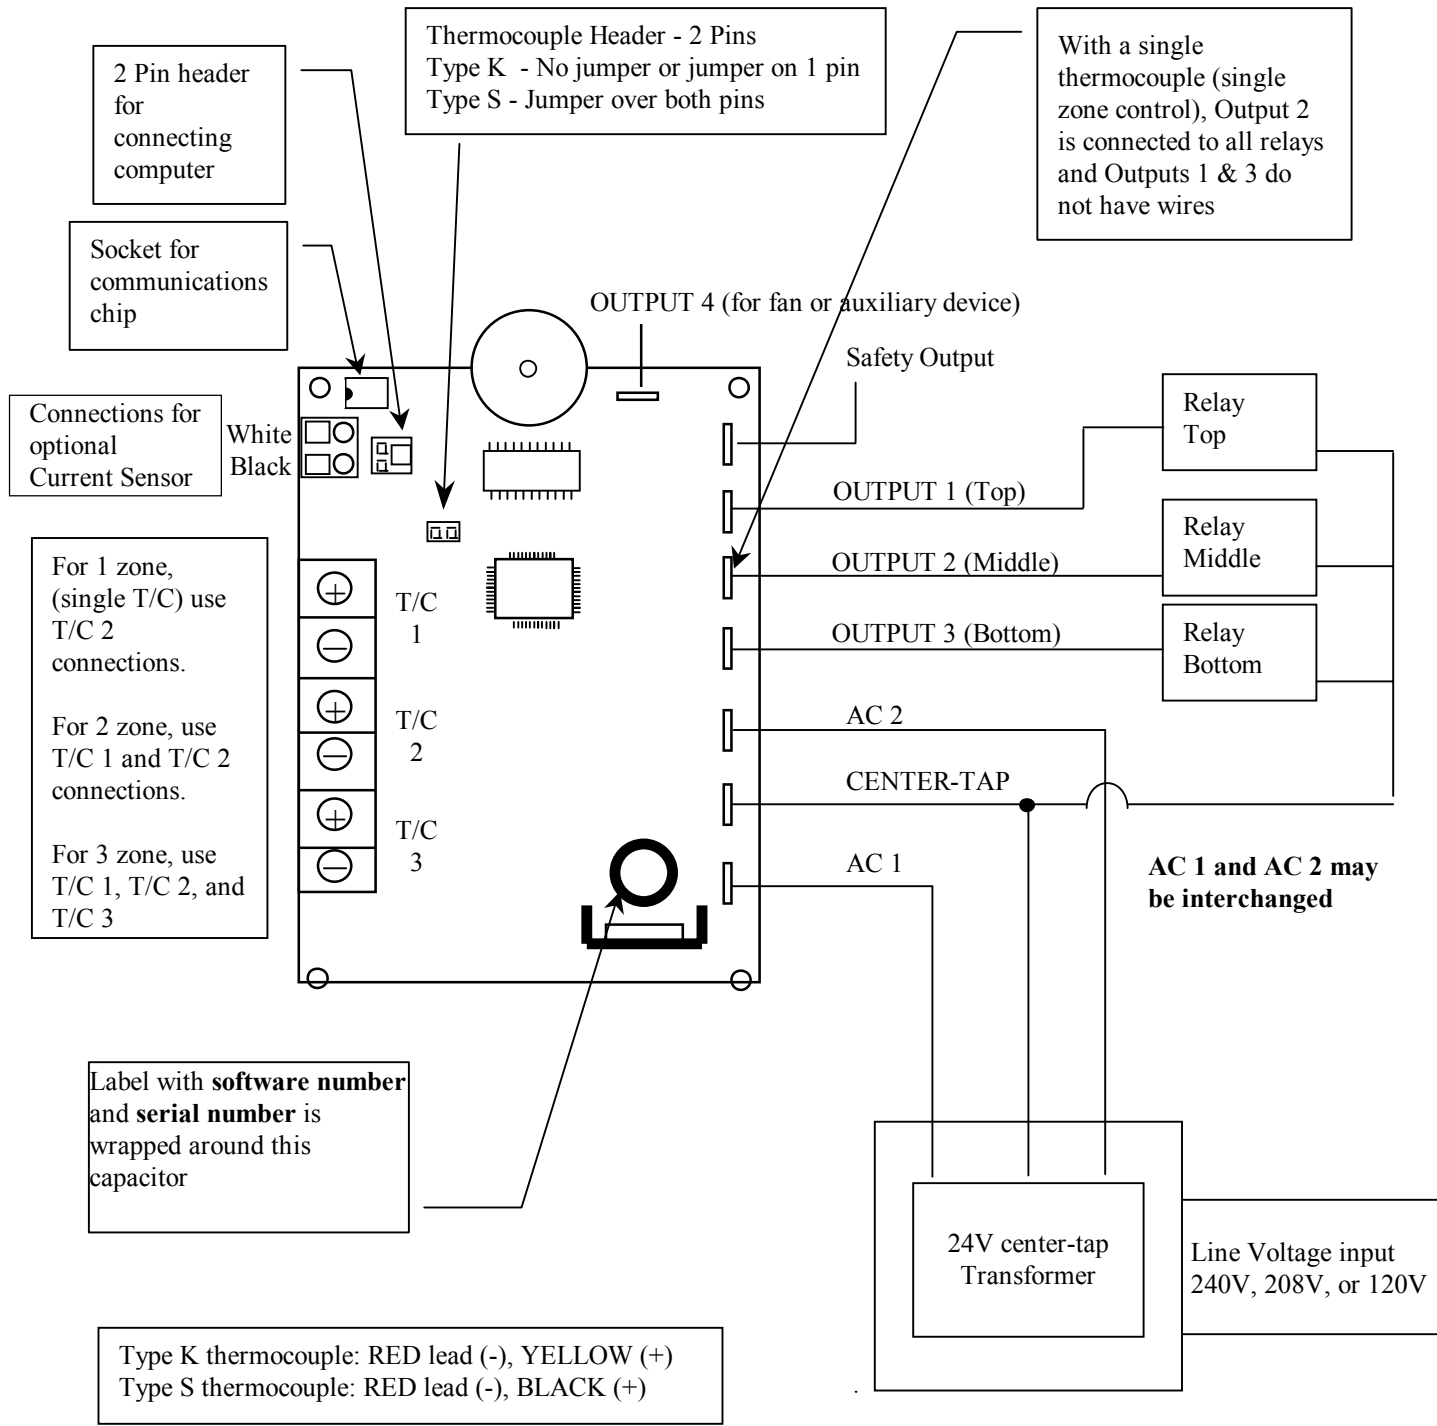 Thermocouple Header - 2 Pins
Type K - No jumper or jumper on 1 pin
Type S - Jumper over both pins
With a single
thermocouple (single
zone control), Output 2
is connected to all relays
and Outputs 1 & 3 do
not have wires
2 Pin header
for
connecting
computer
Socket for
communications
chip
OUTPUT 4 (for fan or auxiliary device)
Safety Output
Connections for
optional
Current Sensor
White
Black
Relay
Top
OUTPUT 1 (Top)
Relay
Middle
OUTPUT 2 (Middle)
Relay
Bottom
OUTPUT 3 (Bottom)
For 1 zone,
(single T/C) use
T/C 2
connections.
For 2 zone, use
T/C 1 and T/C 2
connections.
For 3 zone, use
T/C 1, T/C 2, and
T/C 3
+
T/C
1
−
+
T/C
2
−
+
T/C
3
−
AC 2
CENTER-TAP
AC 1
AC 1 and AC 2 may
be interchanged
Label with software number
and serial number is
wrapped around this
capacitor
24V center-tap
Transformer
Line Voltage input
240V, 208V, or 120V
Type K thermocouple: RED lead (-), YELLOW (+)
Type S thermocouple: RED lead (-), BLACK (+)
.